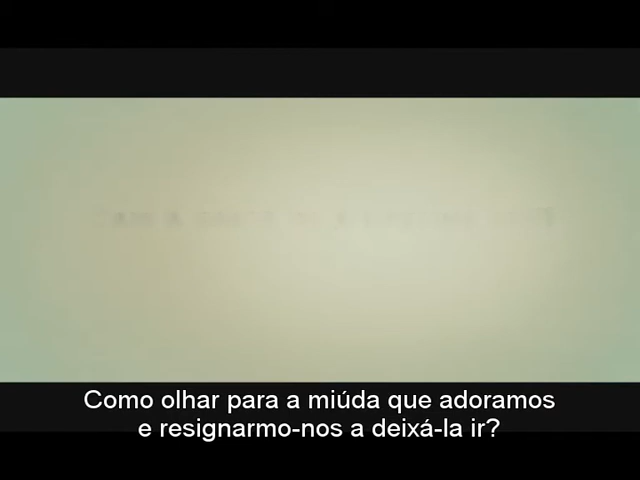 Como olhar para a miúda que adoramos
e resignarmo-nos a deixá-la ir?